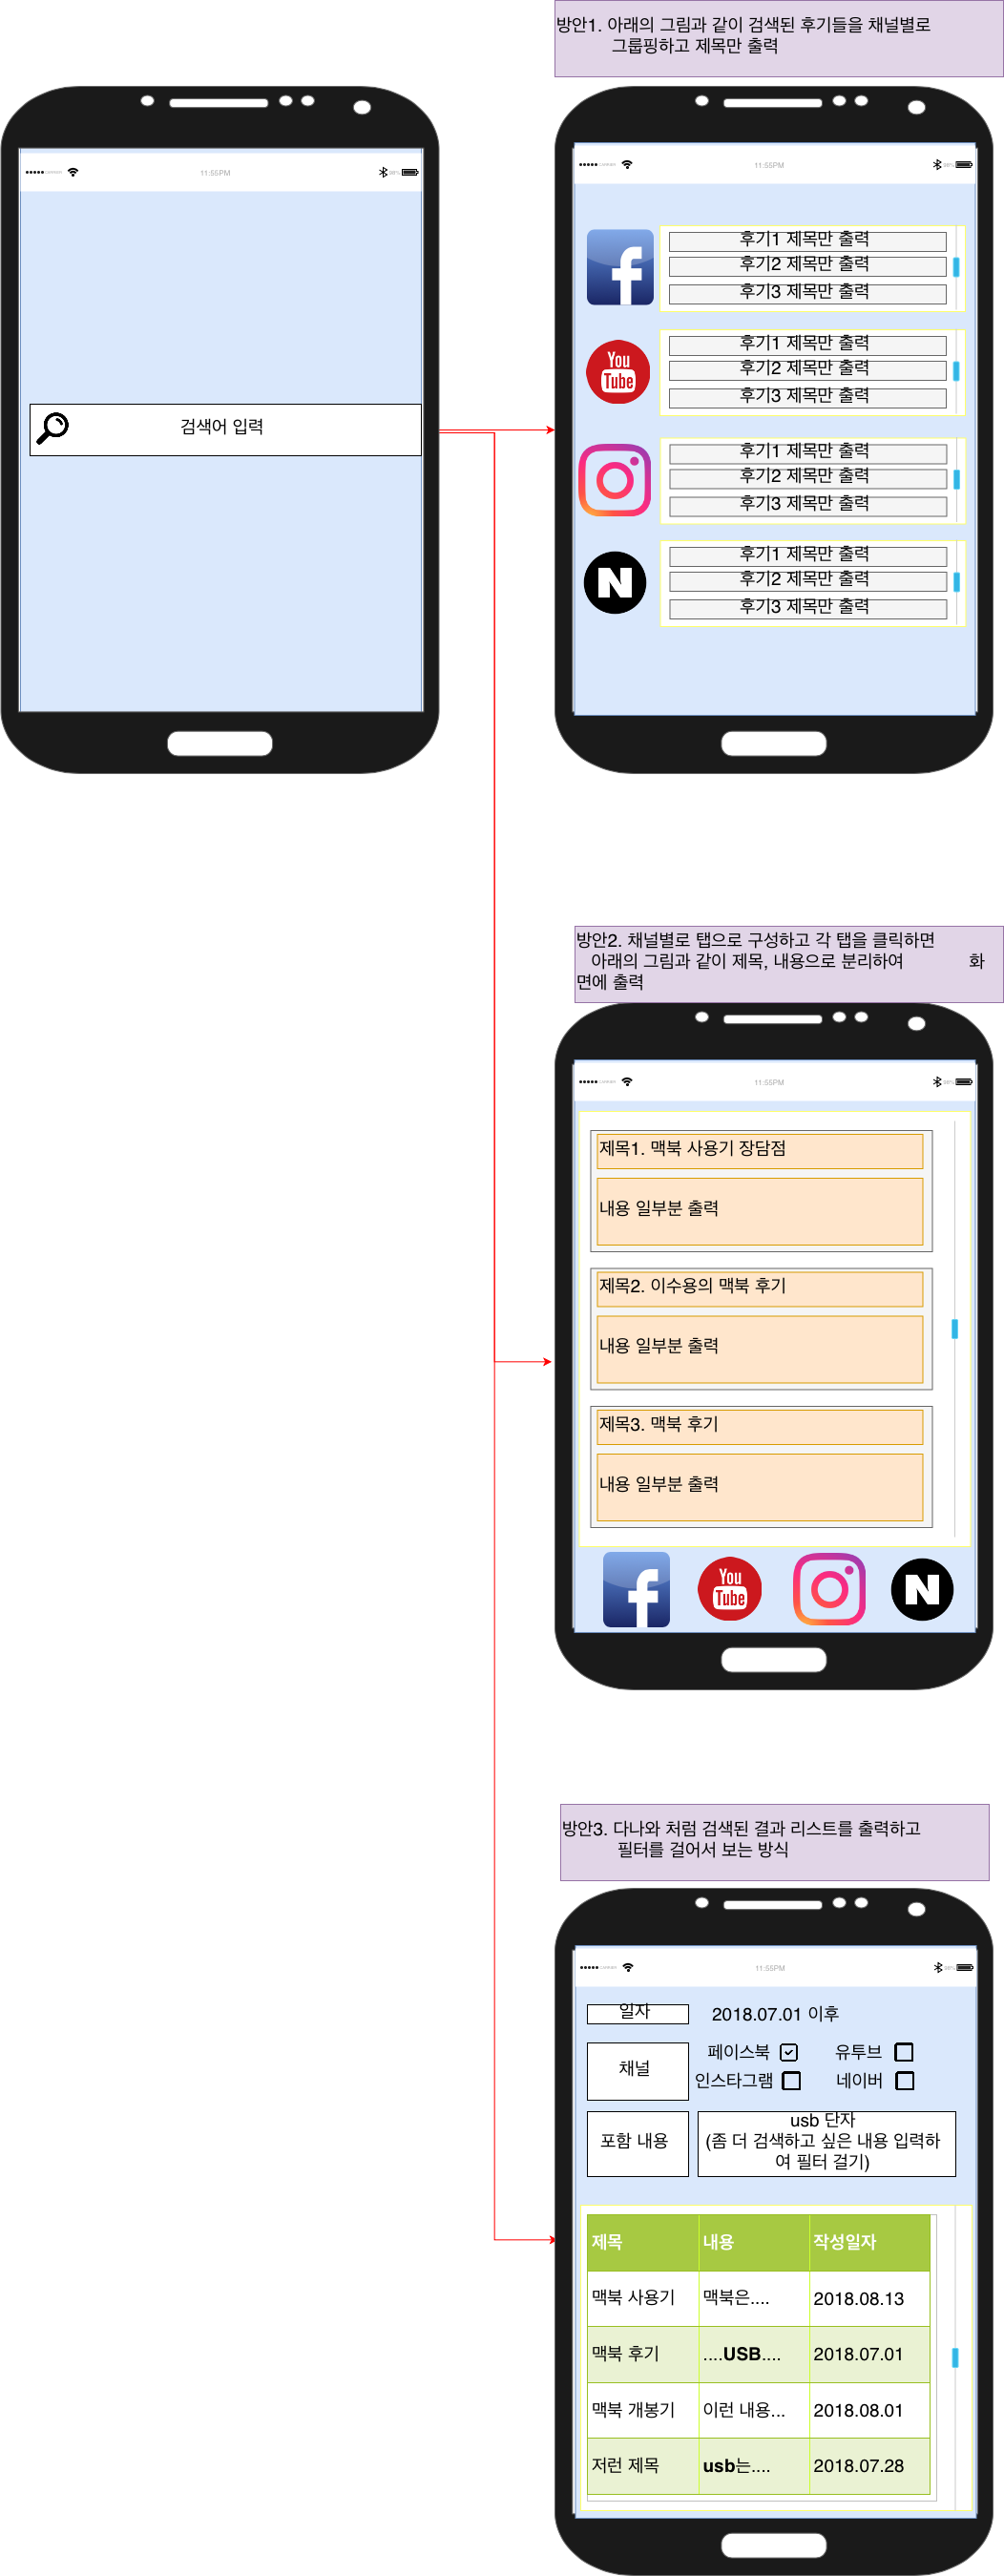 방안1. 아래의 그림과 같이 검색된 후기들을 채널별로
그룹핑하고 제목만 출력
11:55PM
검색어 입력
11:55PM
후기1 제목만 출력
후기2 제목만 출력
후기3 제목만 출력
You
Tube
후기1 제목만 출력
후기2 제목만 출력
후기3 제목만 출력
후기1 제목만 출력
후기2 제목만 출력
후기3 제목만 출력
N
후기1 제목만 출력
후기2 제목만 출력
후기3 제목만 출력
방안2. 채널별로 탭으로 구성하고 각 탭을 클릭하면
아래의 그림과 같이 제목, 내용으로 분리하여 화
면에 출력
11:55PM
제목1. 맥북 사용기 장담점
내용 일부분 출력
제목2. 이수용의 맥북 후기
내용 일부분 출력
제목3. 맥북 후기
내용 일부분 출력
You
Tube
N
방안3. 다나와 처럼 검색된 결과 리스트를 출력하고
필터를 걸어서 보는 방식
11:55PM
일자 2018.07.01 이후
채널
페이스북 유투브
인스타그램 네이버
포함 내용
usb 단자
(좀 더 검색하고 싶은 내용 입력하
여 필터 걸기)
제목 내용 작성일자
맥북 사용기 맥북은.... 2018.08.13
맥북 후기 ....USB.... 2018.07.01
맥북 개봉기 이런 내용... 2018.08.01
저런 제목 usb는.... 2018.07.28